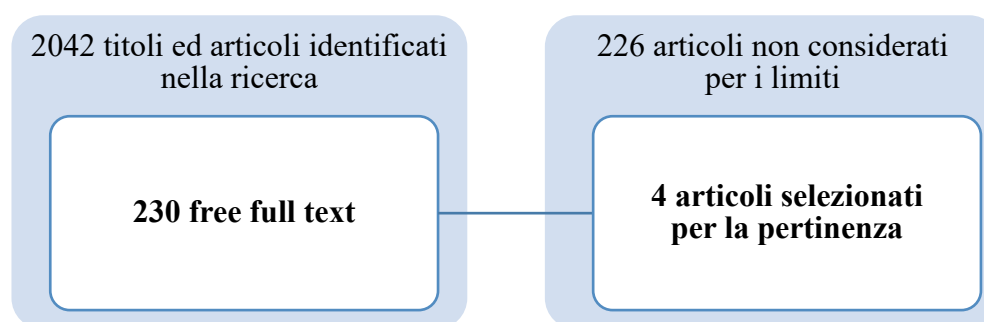 2042 titoli ed articoli identificati
nella ricerca
230 free full text
226 articoli non considerati
per i limiti
4 articoli selezionati
per la pertinenza